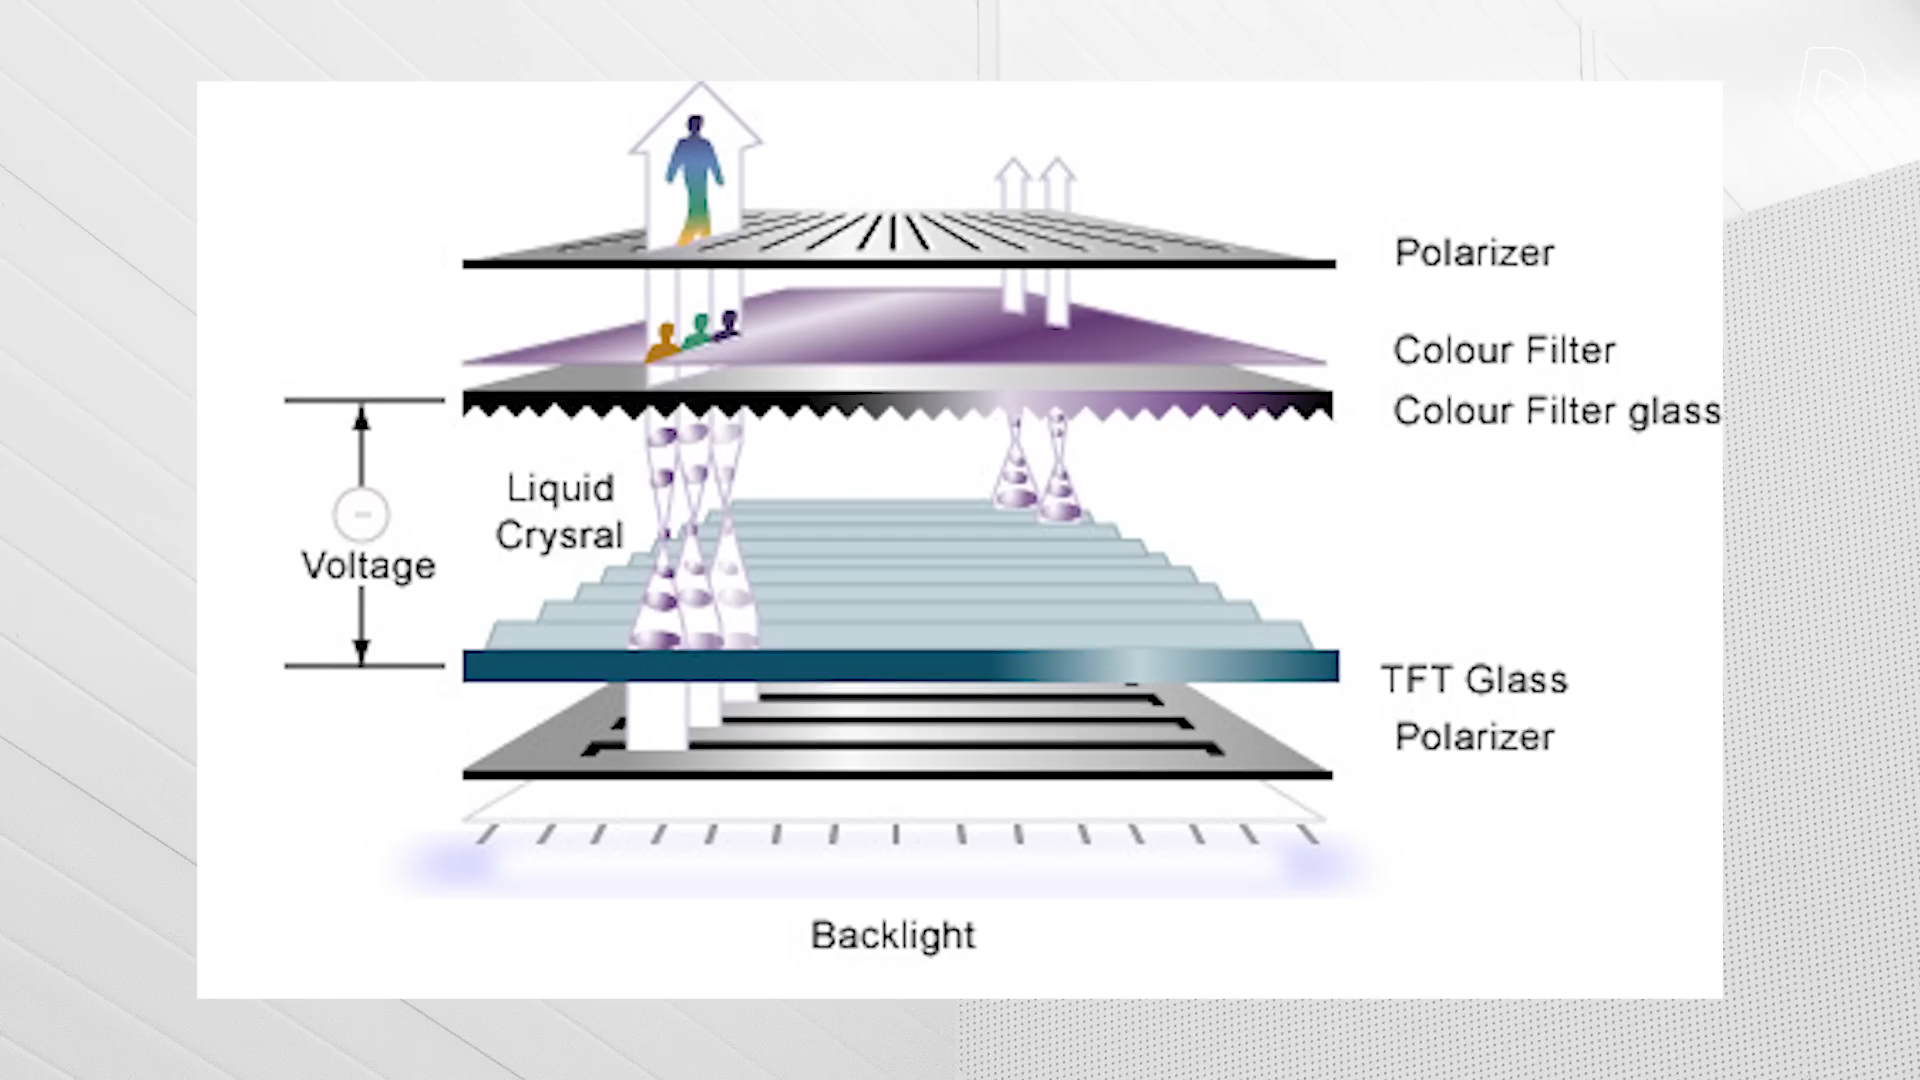 Polarizer
Colour Filter
Colour Filter glass
Liquid
Crysral
Voltage
TFT Glass
Polarizer
Backlight